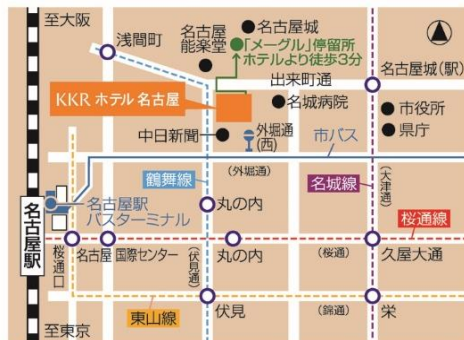 至大阪
浅間町
名古屋
能楽堂
名古屋城
「メーグル」停留所
ホテルより徒歩3分
出来町通
名古屋城(駅)
KKR ホテル 名古屋
名城病院
市役所
県庁
中日新聞
外堀通
(西)
市バス
鶴舞線
(外堀通)
名城線
(大津通)
名古屋駅
名古屋駅
バスターミナル
丸の内
桜通線
桜通口
名古屋 国際センター
(伏見通)
丸の内
(桜通)
久屋大通
東山線
伏見
(錦通)
栄
至東京